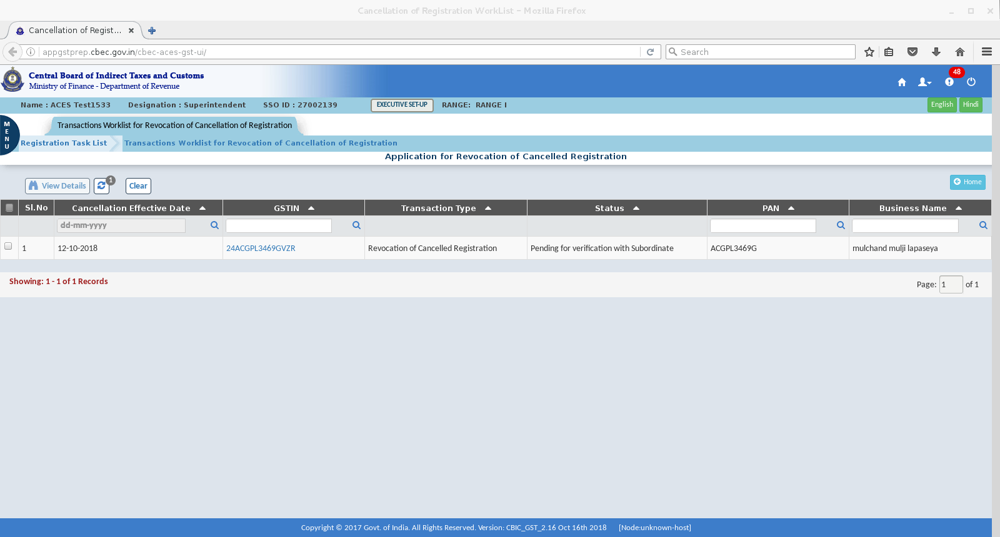 Cancellation of Registration WorkList - Mozilla Firefox
Cancellation of Regist...
appgstprep.cbec.gov.in/cbec-aces-gst-ui/
Search
Central Board of Indirect Taxes and Customs
Ministry of Finance - Department of Revenue
48
Name : ACES Test1533 Designation : Superintendent SSO ID : 27002139 EXECUTIVE SET-UP RANGE: RANGE I English Hindi
MENU
Transactions Worklist for Revocation of Cancellation of Registration
Registration Task List Transactions Worklist for Revocation of Cancellation of Registration
Application for Revocation of Cancelled Registration
View Details 1 Clear Home
Sl.No Cancellation Effective Date GSTIN Transaction Type Status PAN Business Name
dd-mm-yyyy
1 12-10-2018 24ACGPL3469GVZR Revocation of Cancelled Registration Pending for verification with Subordinate ACGPL3469G mulchand mulji lapaseya
Showing: 1 - 1 of 1 Records
Page: 1 of 1
Copyright © 2017 Govt. of India. All Rights Reserved. Version: CBIC_GST_2.16 Oct 16th 2018 [Node:unknown-host]